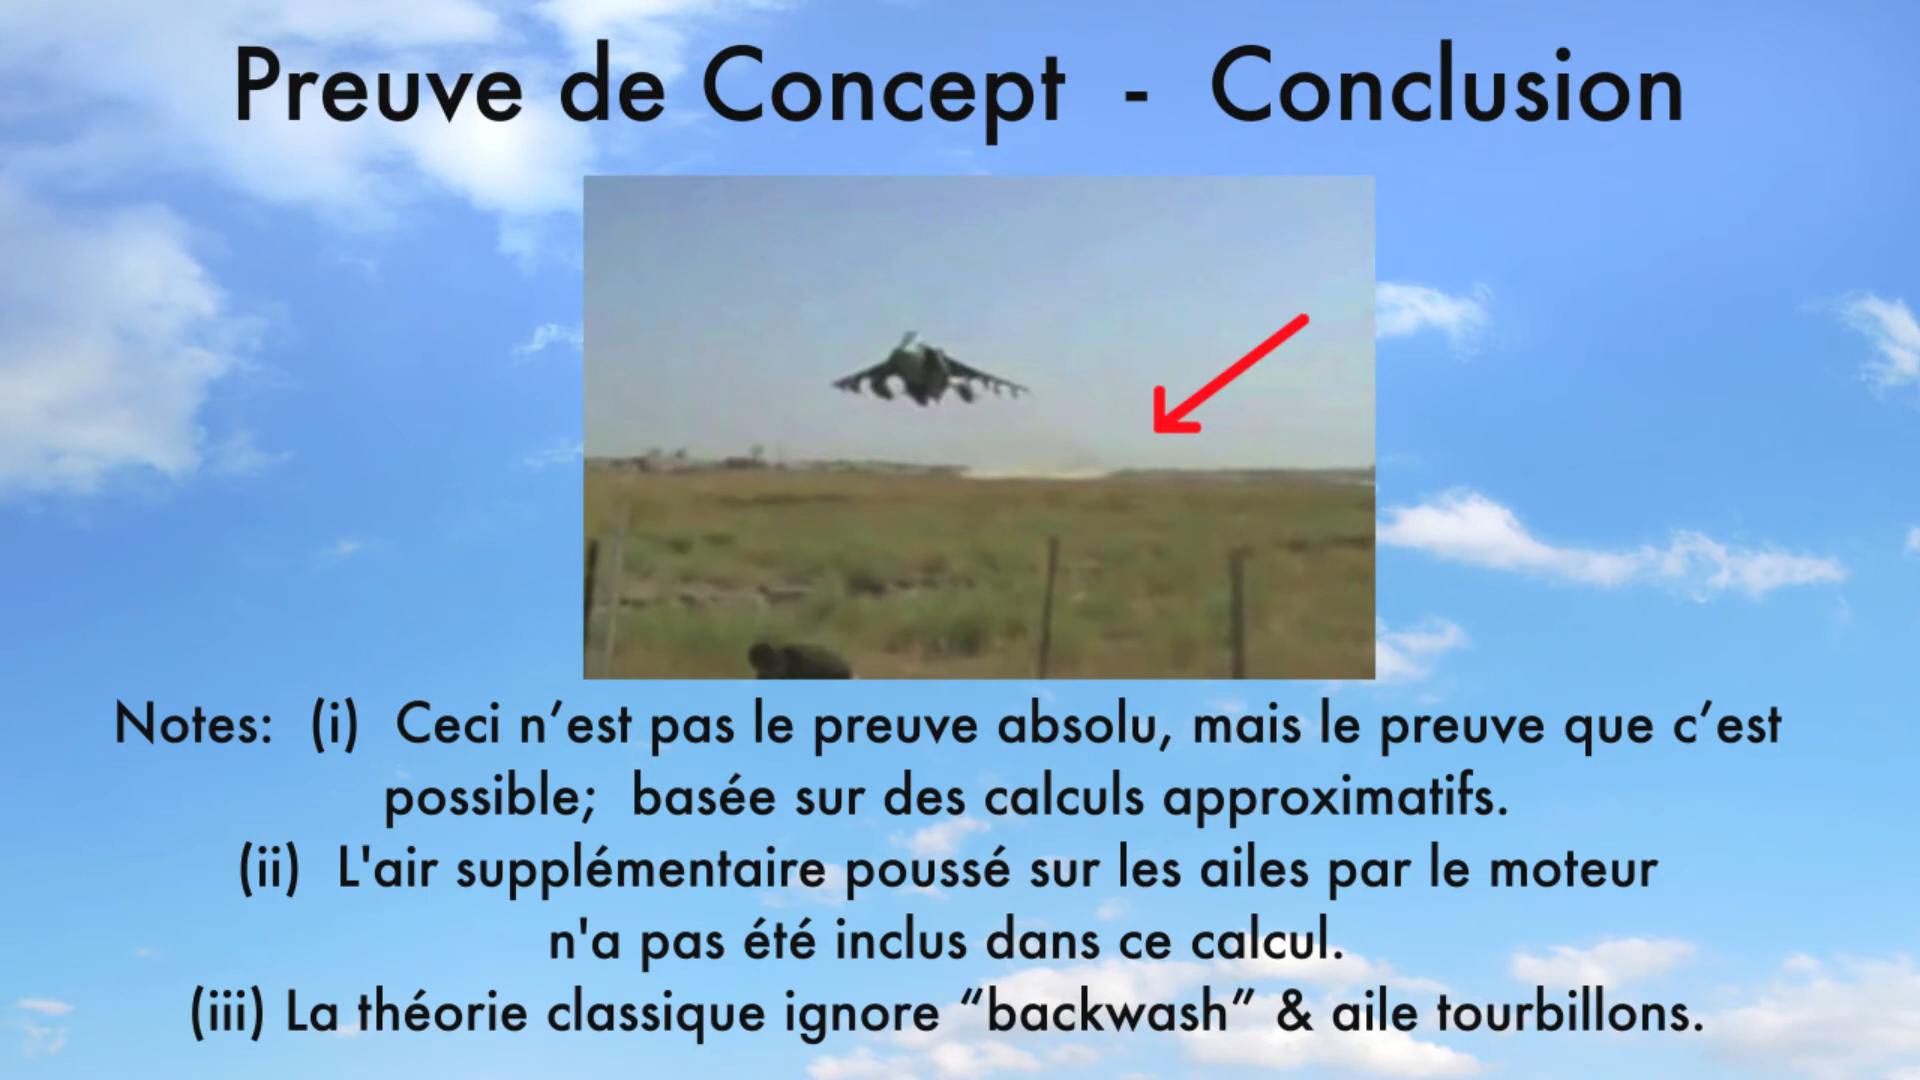 Preuve de Concept - Conclusion
Notes: (i) Ceci n’est pas le preuve absolu, mais le preuve que c’est
possible; basée sur des calculs approximatifs.
(ii) L'air supplémentaire poussé sur les ailes par le moteur
n'a pas été inclus dans ce calcul.
(iii) La théorie classique ignore “backwash” & aile tourbillons.